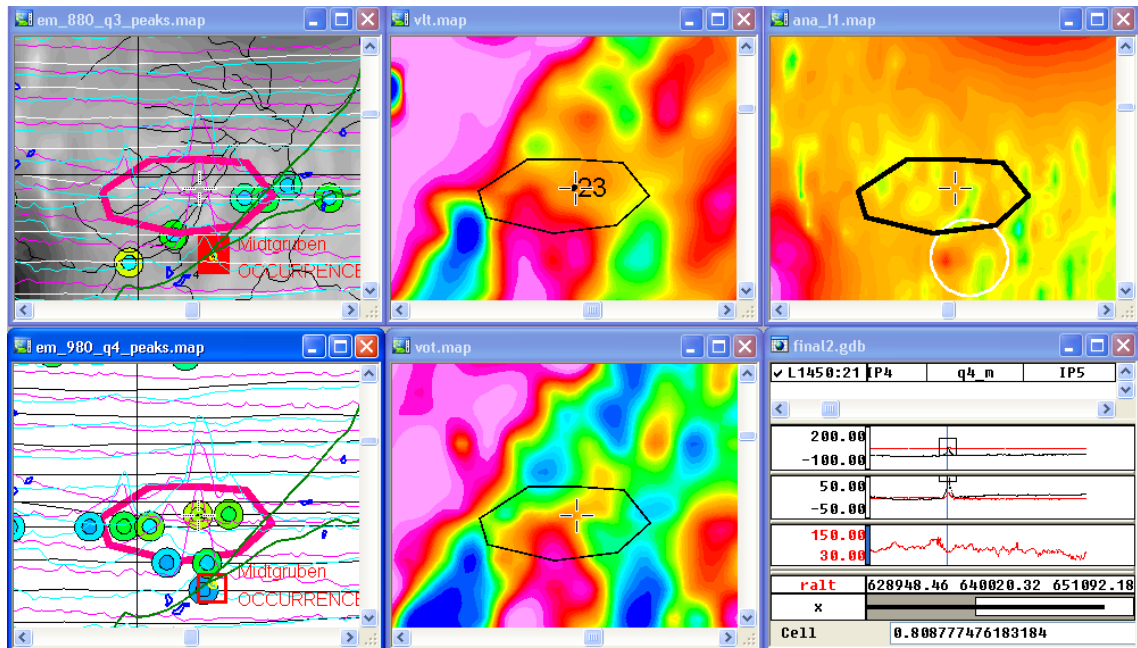 em_880_q3_peaks.map
Midtgruben
OCCURRENCE
4
vlt.map
23
ana_l1.map
em_980_q4_peaks.map
Midtgruben
OCCURRENCE
vot.map
final2.gdb
✓ L1450:21 IP4 q4_m IP5
200.00
-100.00
50.00
-50.00
150.00
30.00
ralt 628948.46 640020.32 651092.18
x
Cell 0.808777476183184